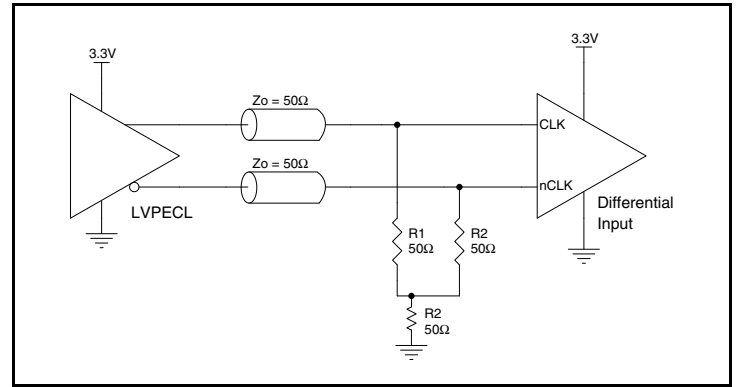 3.3V
3.3V
Zo = 50Ω
CLK
Zo = 50Ω
nCLK
LVPECL
Differential
Input
R1
50Ω
R2
50Ω
R2
50Ω